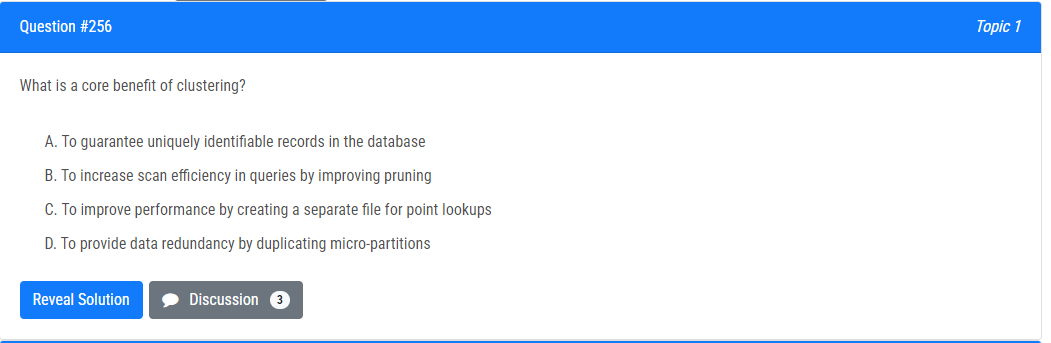 Question #256
Topic 1
What is a core benefit of clustering?
A. To guarantee uniquely identifiable records in the database
B. To increase scan efficiency in queries by improving pruning
C. To improve performance by creating a separate file for point lookups
D. To provide data redundancy by duplicating micro-partitions
Reveal Solution
Discussion 3